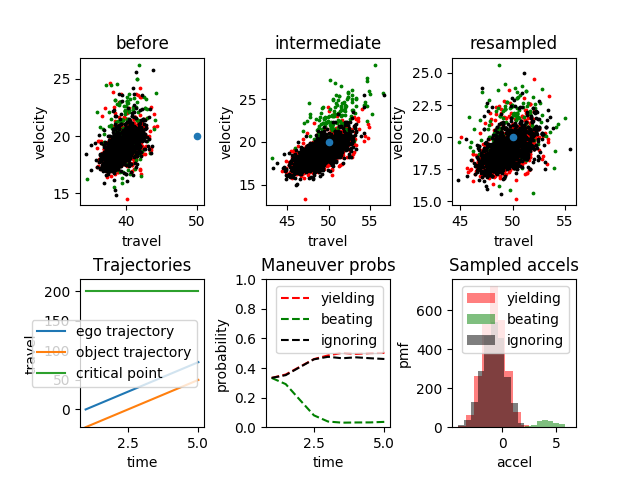 before
intermediate
resampled
25
20
15
velocity
40
50
travel
25
20
15
velocity
45
50
55
travel
25.0
22.5
20.0
17.5
15.0
velocity
45
50
55
travel
Trajectories
Maneuver probs
Sampled accels
200
150
100
50
0
travel
ego trajectory
object trajectory
critical point
2.5
5.0
time
1.0
0.8
0.6
0.4
0.2
0.0
probability
yielding
beating
ignoring
2.5
5.0
time
600
400
200
0
pmf
yielding
beating
ignoring
0
5
accel